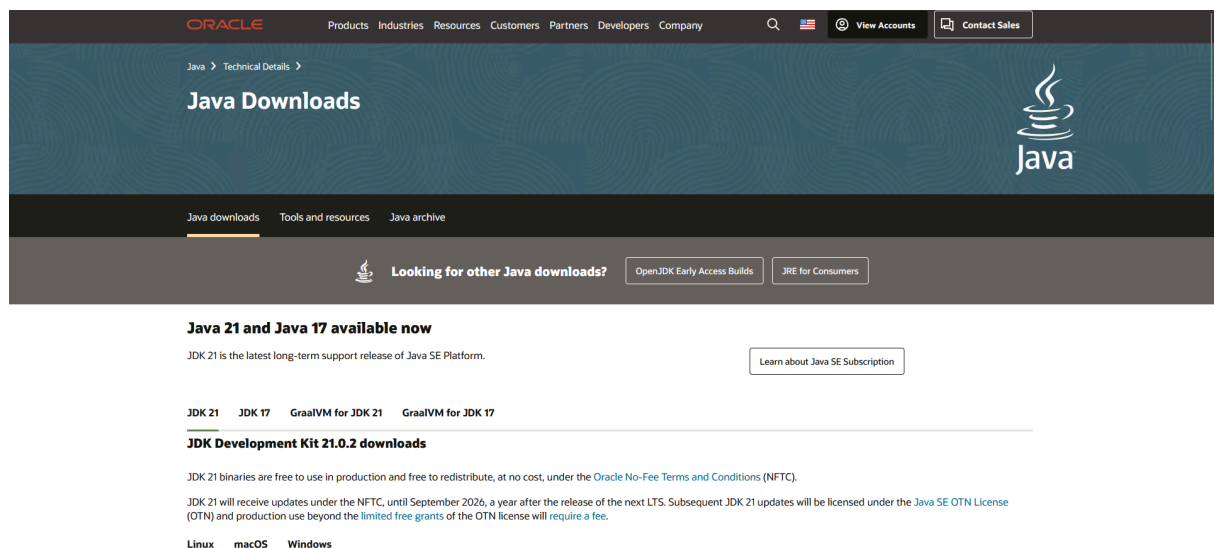 ORACLE Products Industries Resources Customers Partners Developers Company View Accounts Contact Sales
Java Technical Details
Java Downloads
Java
Java downloads Tools and resources Java archive
Looking for other Java downloads? OpenJDK Early Access Builds JRE for Consumers
Java 21 and Java 17 available now
JDK 21 is the latest long-term support release of Java SE Platform.
Learn about Java SE Subscription
JDK 21 JDK 17 GraalVM for JDK 21 GraalVM for JDK 17
JDK Development Kit 21.0.2 downloads
JDK 21 binaries are free to use in production and free to redistribute, at no cost, under the Oracle No-Fee Terms and Conditions (NFTC).
JDK 21 will receive updates under the NFTC, until September 2026, a year after the release of the next LTS. Subsequent JDK 21 updates will be licensed under the Java SE OTN License
(OTN) and production use beyond the limited free grants of the OTN license will require a fee.
Linux macOS Windows